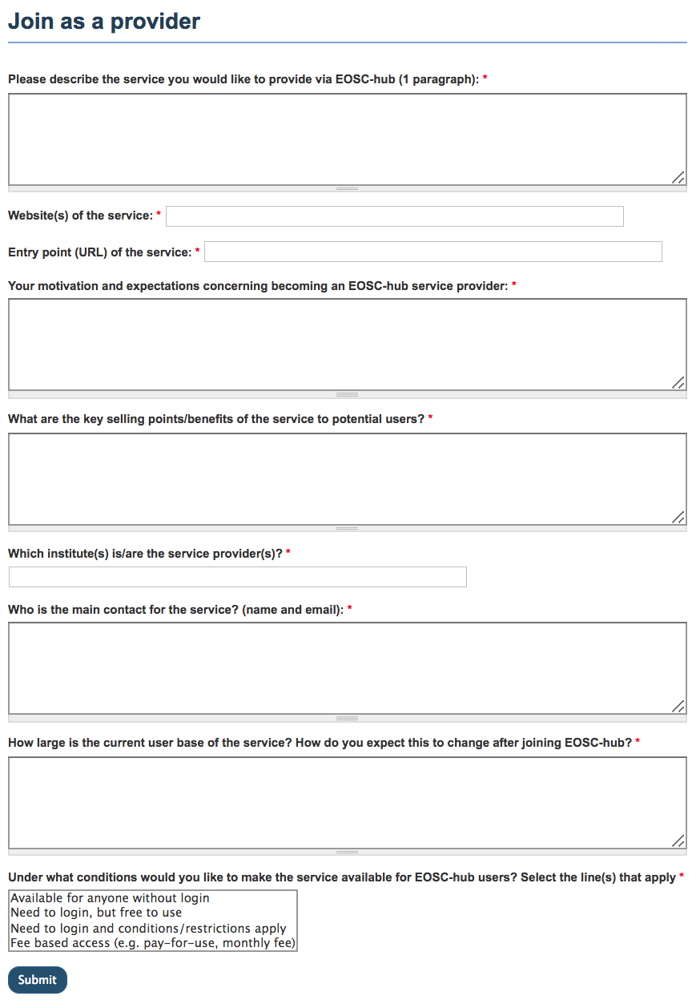 Join as a provider
Please describe the service you would like to provide via EOSC-hub (1 paragraph): *
Website(s) of the service: *
Entry point (URL) of the service: *
Your motivation and expectations concerning becoming an EOSC-hub service provider: *
What are the key selling points/benefits of the service to potential users? *
Which institute(s) is/are the service provider(s)? *
Who is the main contact for the service? (name and email): *
How large is the current user base of the service? How do you expect this to change after joining EOSC-hub? *
Under what conditions would you like to make the service available for EOSC-hub users? Select the line(s) that apply *
Available for anyone without login
Need to login, but free to use
Need to login and conditions/restrictions apply
Fee based access (e.g. pay-for-use, monthly fee)
Submit